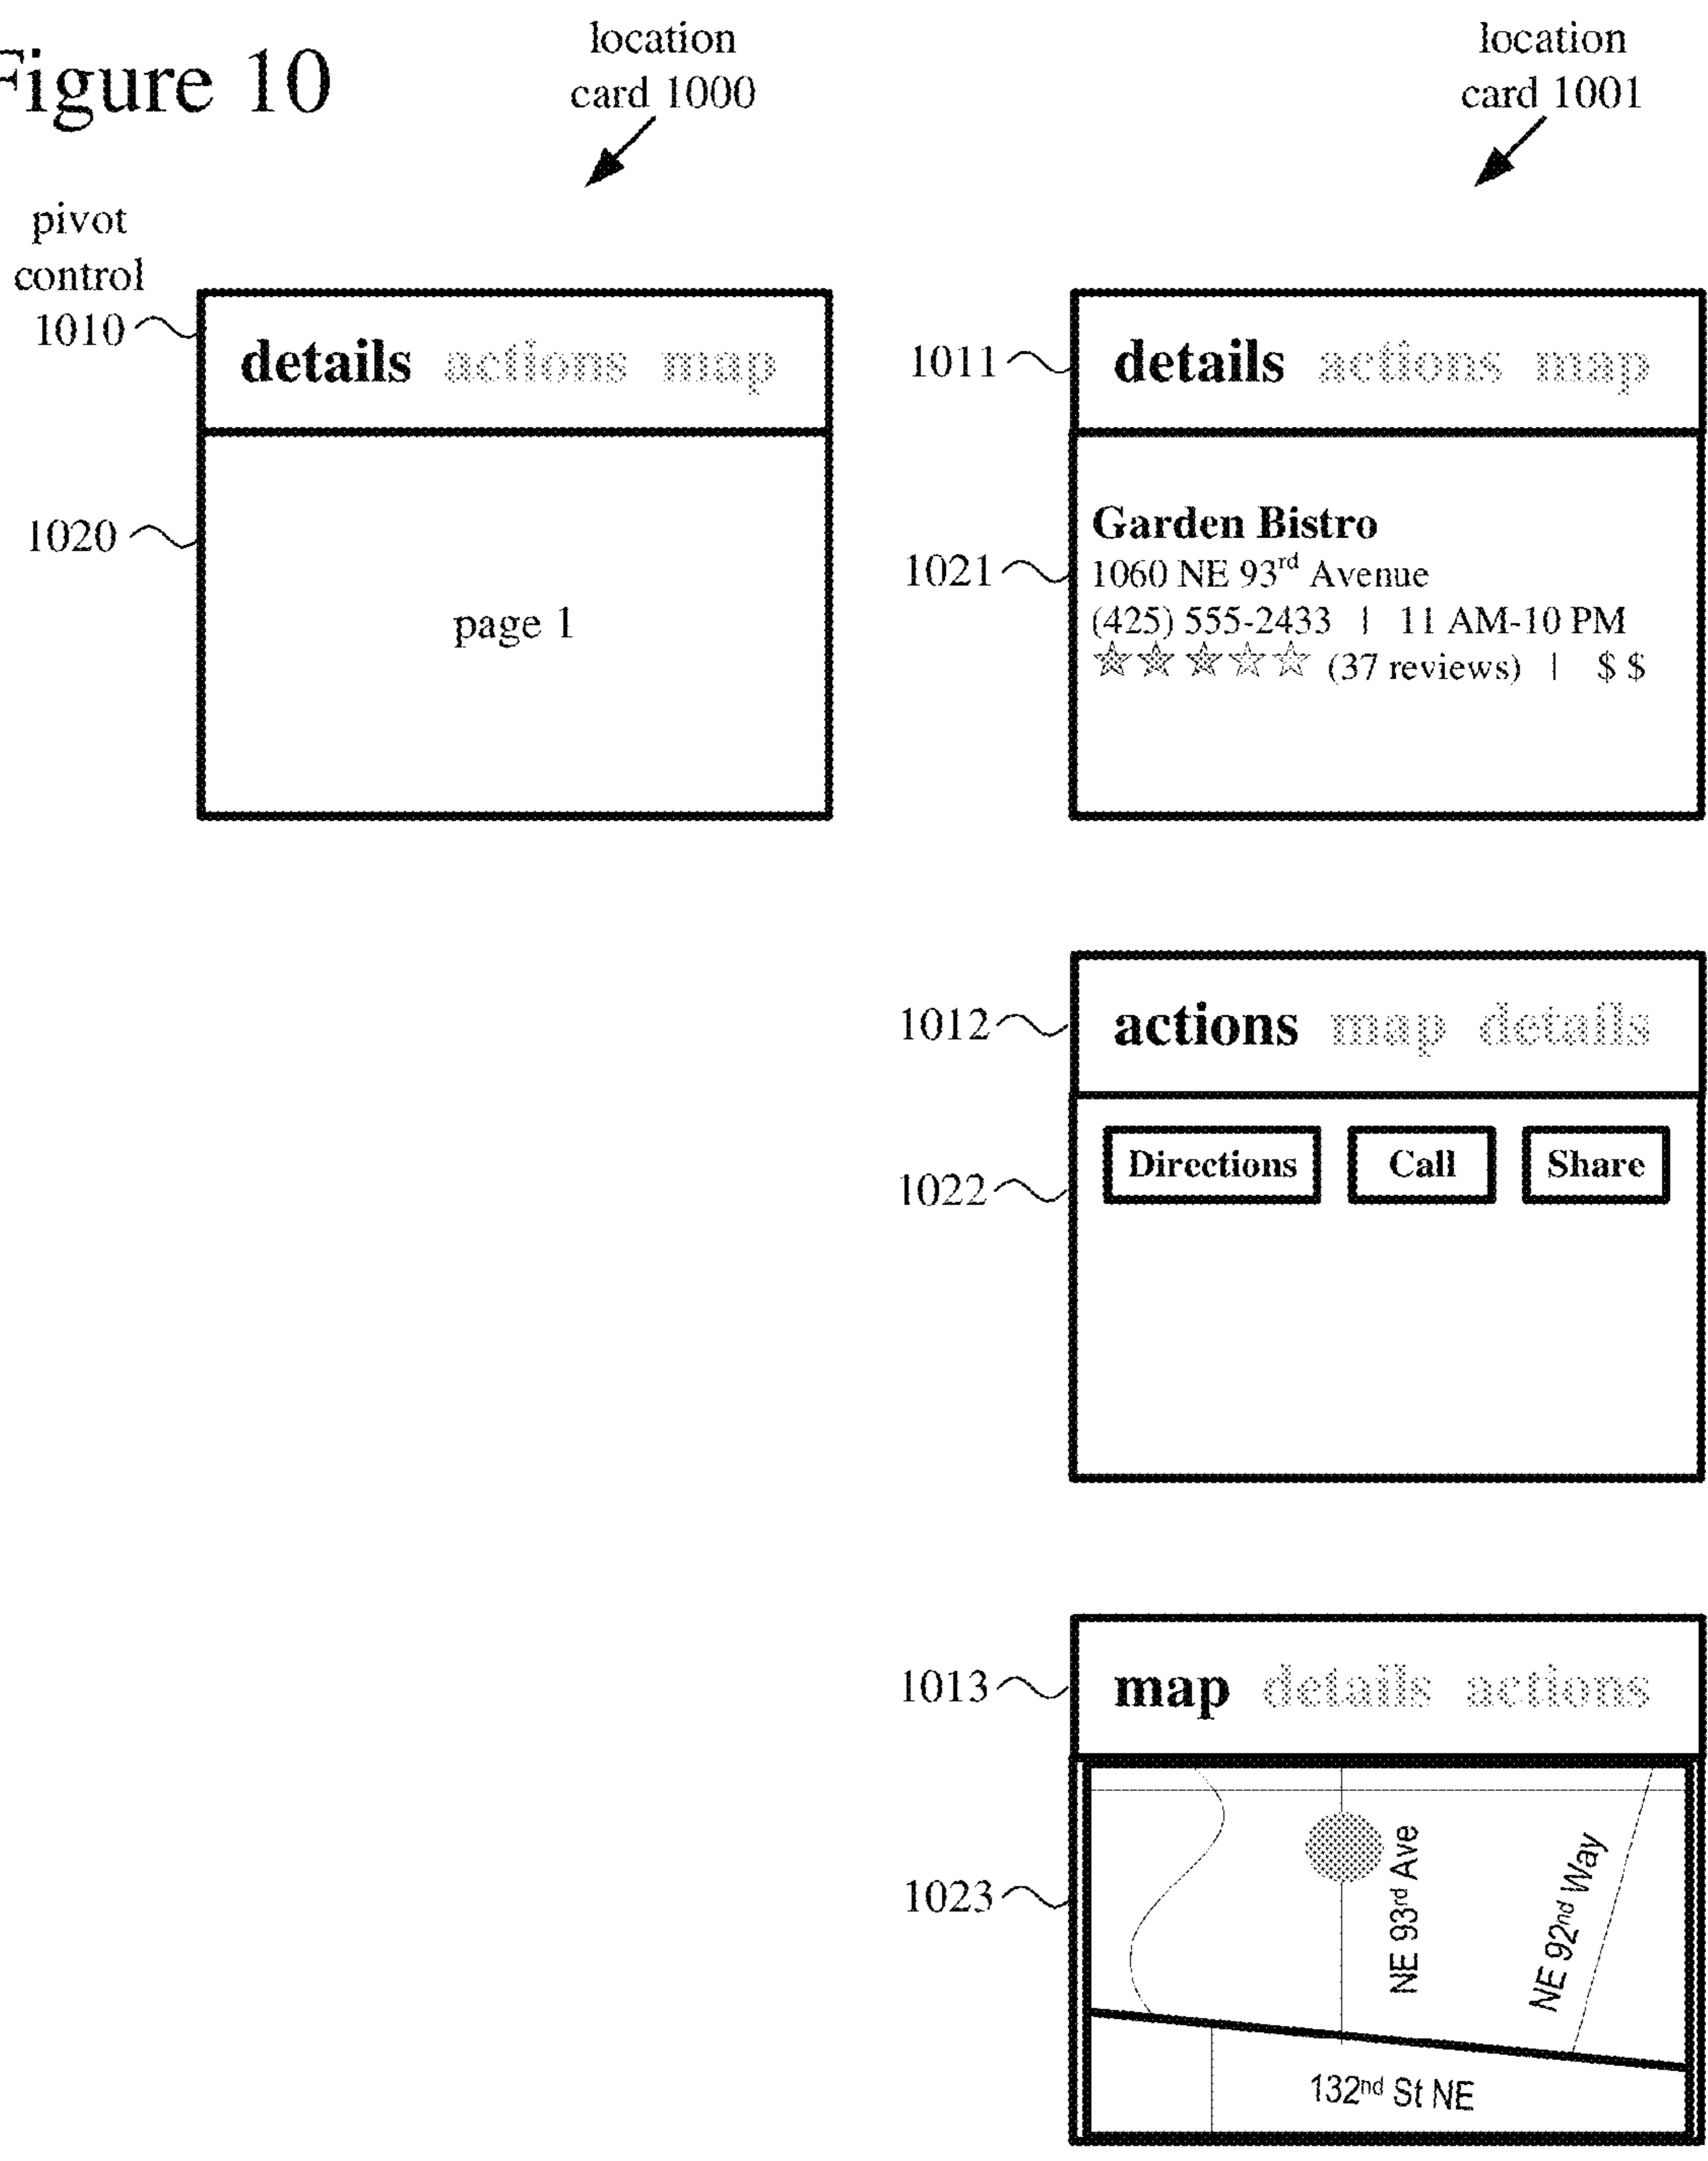 Figure 10
location
card 1000
location
card 1001
pivot
control
1010
details actions map
1020
page 1
1011
details actions map
1021
Garden Bistro
1060 NE 93rd Avenue
(425) 555-2433 | 11 AM-10 PM
(37 reviews) | $ $
1012
actions map details
1022
Directions Call Share
1013
map details actions
1023
NE 93rd Ave
NE 92nd Way
132nd St NE